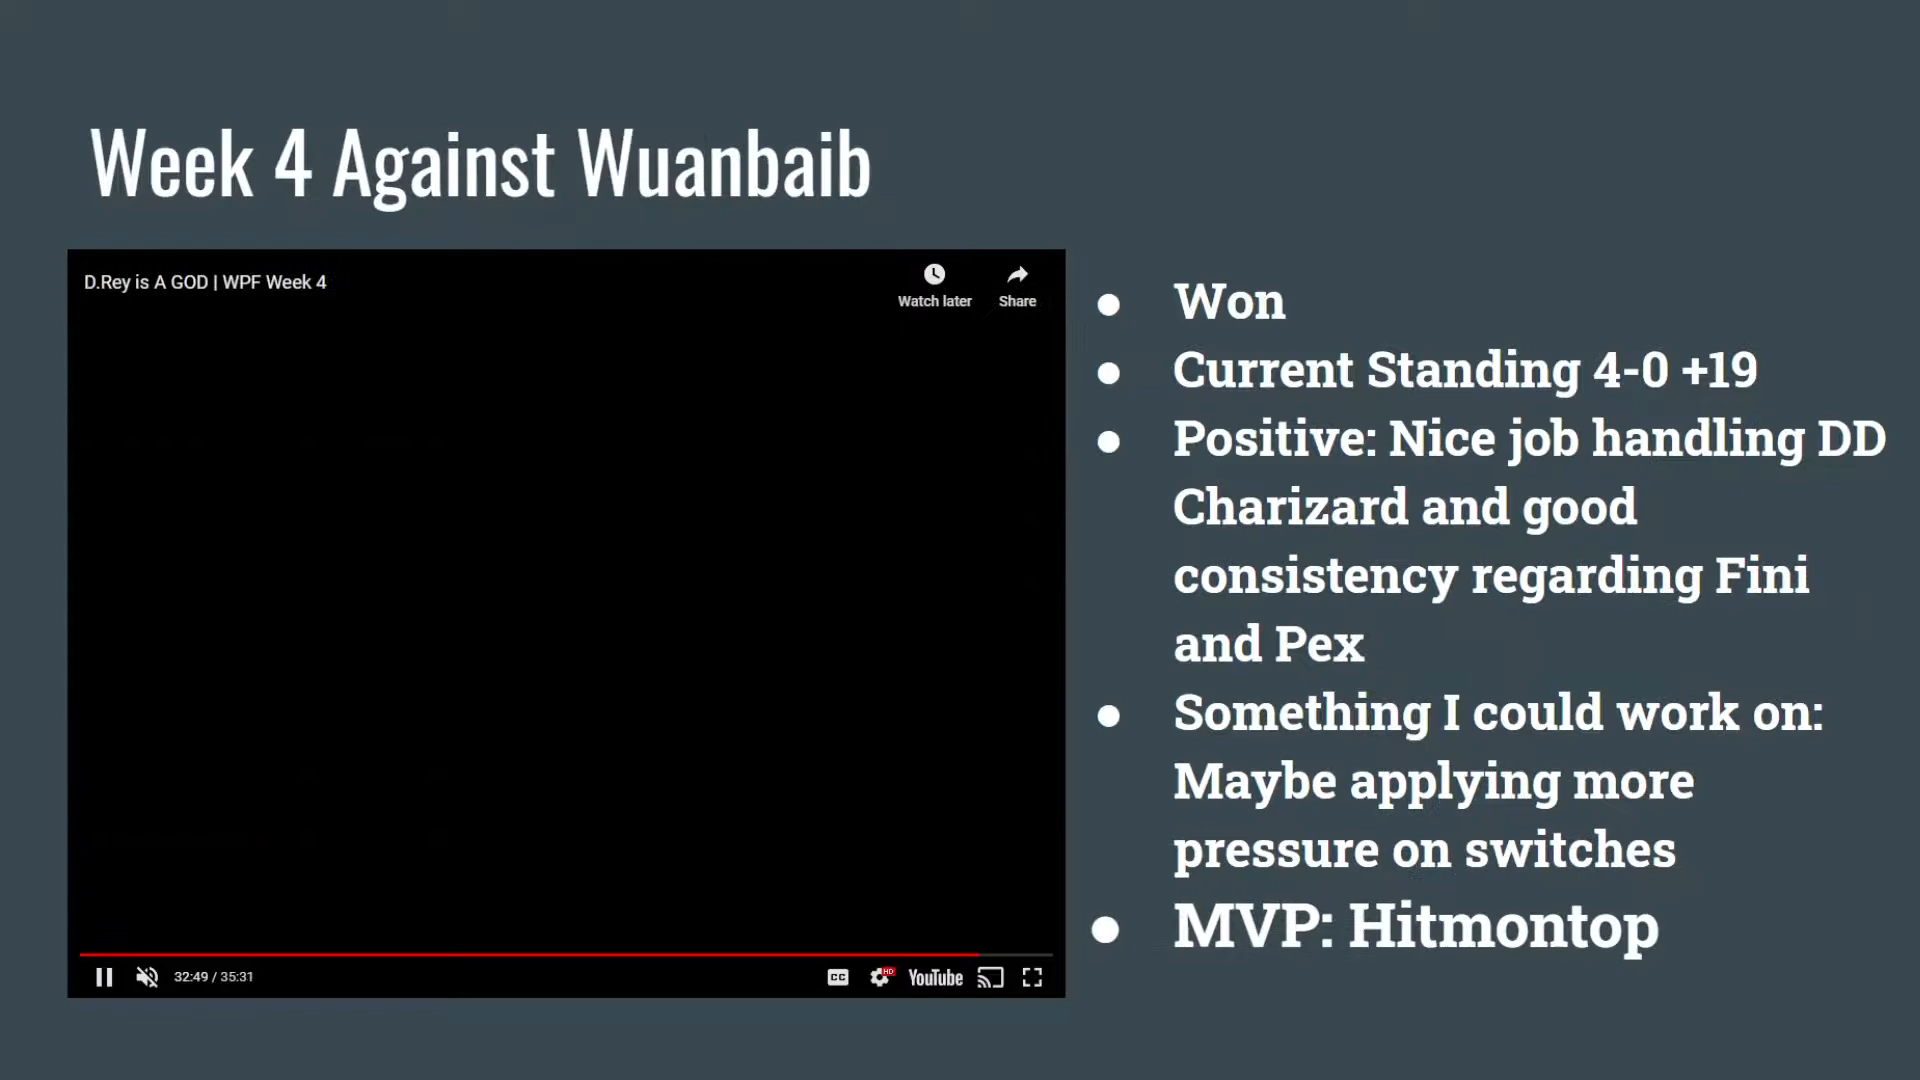 Week 4 Against Wuanbaib
D.Rey is A GOD | WPF Week 4
Watch later
Share
32:49 / 35:31
CC
HD
YouTube
● Won
● Current Standing 4-0 +19
● Positive: Nice job handling DD
Charizard and good
consistency regarding Fini
and Pex
● Something I could work on:
Maybe applying more
pressure on switches
● MVP: Hitmontop